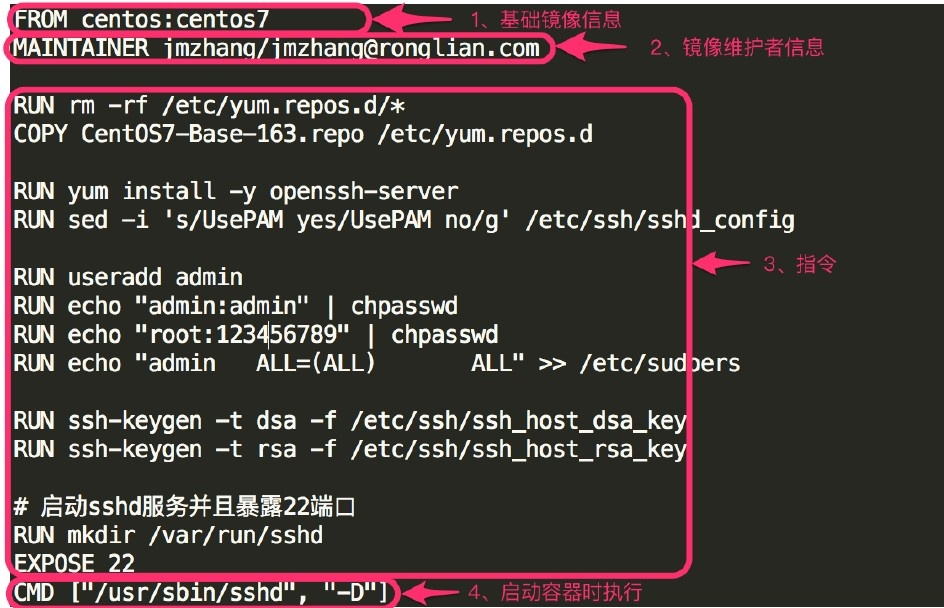 FROM centos:centos7
1、基础镜像信息
MAINTAINER jmzhang/jmzhang@ronglian.com
2、镜像维护者信息
RUN rm -rf /etc/yum.repos.d/*
COPY CentOS7-Base-163.repo /etc/yum.repos.d
RUN yum install -y openssh-server
RUN sed -i 's/UsePAM yes/UsePAM no/g' /etc/ssh/sshd_config
3、指令
RUN useradd admin
RUN echo "admin:admin" | chpasswd
RUN echo "root:123456789" | chpasswd
RUN echo "admin   ALL=(ALL)       ALL" >> /etc/sudoers
RUN ssh-keygen -t dsa -f /etc/ssh/ssh_host_dsa_key
RUN ssh-keygen -t rsa -f /etc/ssh/ssh_host_rsa_key
# 启动sshd服务并且暴露22端口
RUN mkdir /var/run/sshd
EXPOSE 22
CMD ["/usr/sbin/sshd", "-D"]
4、启动容器时执行